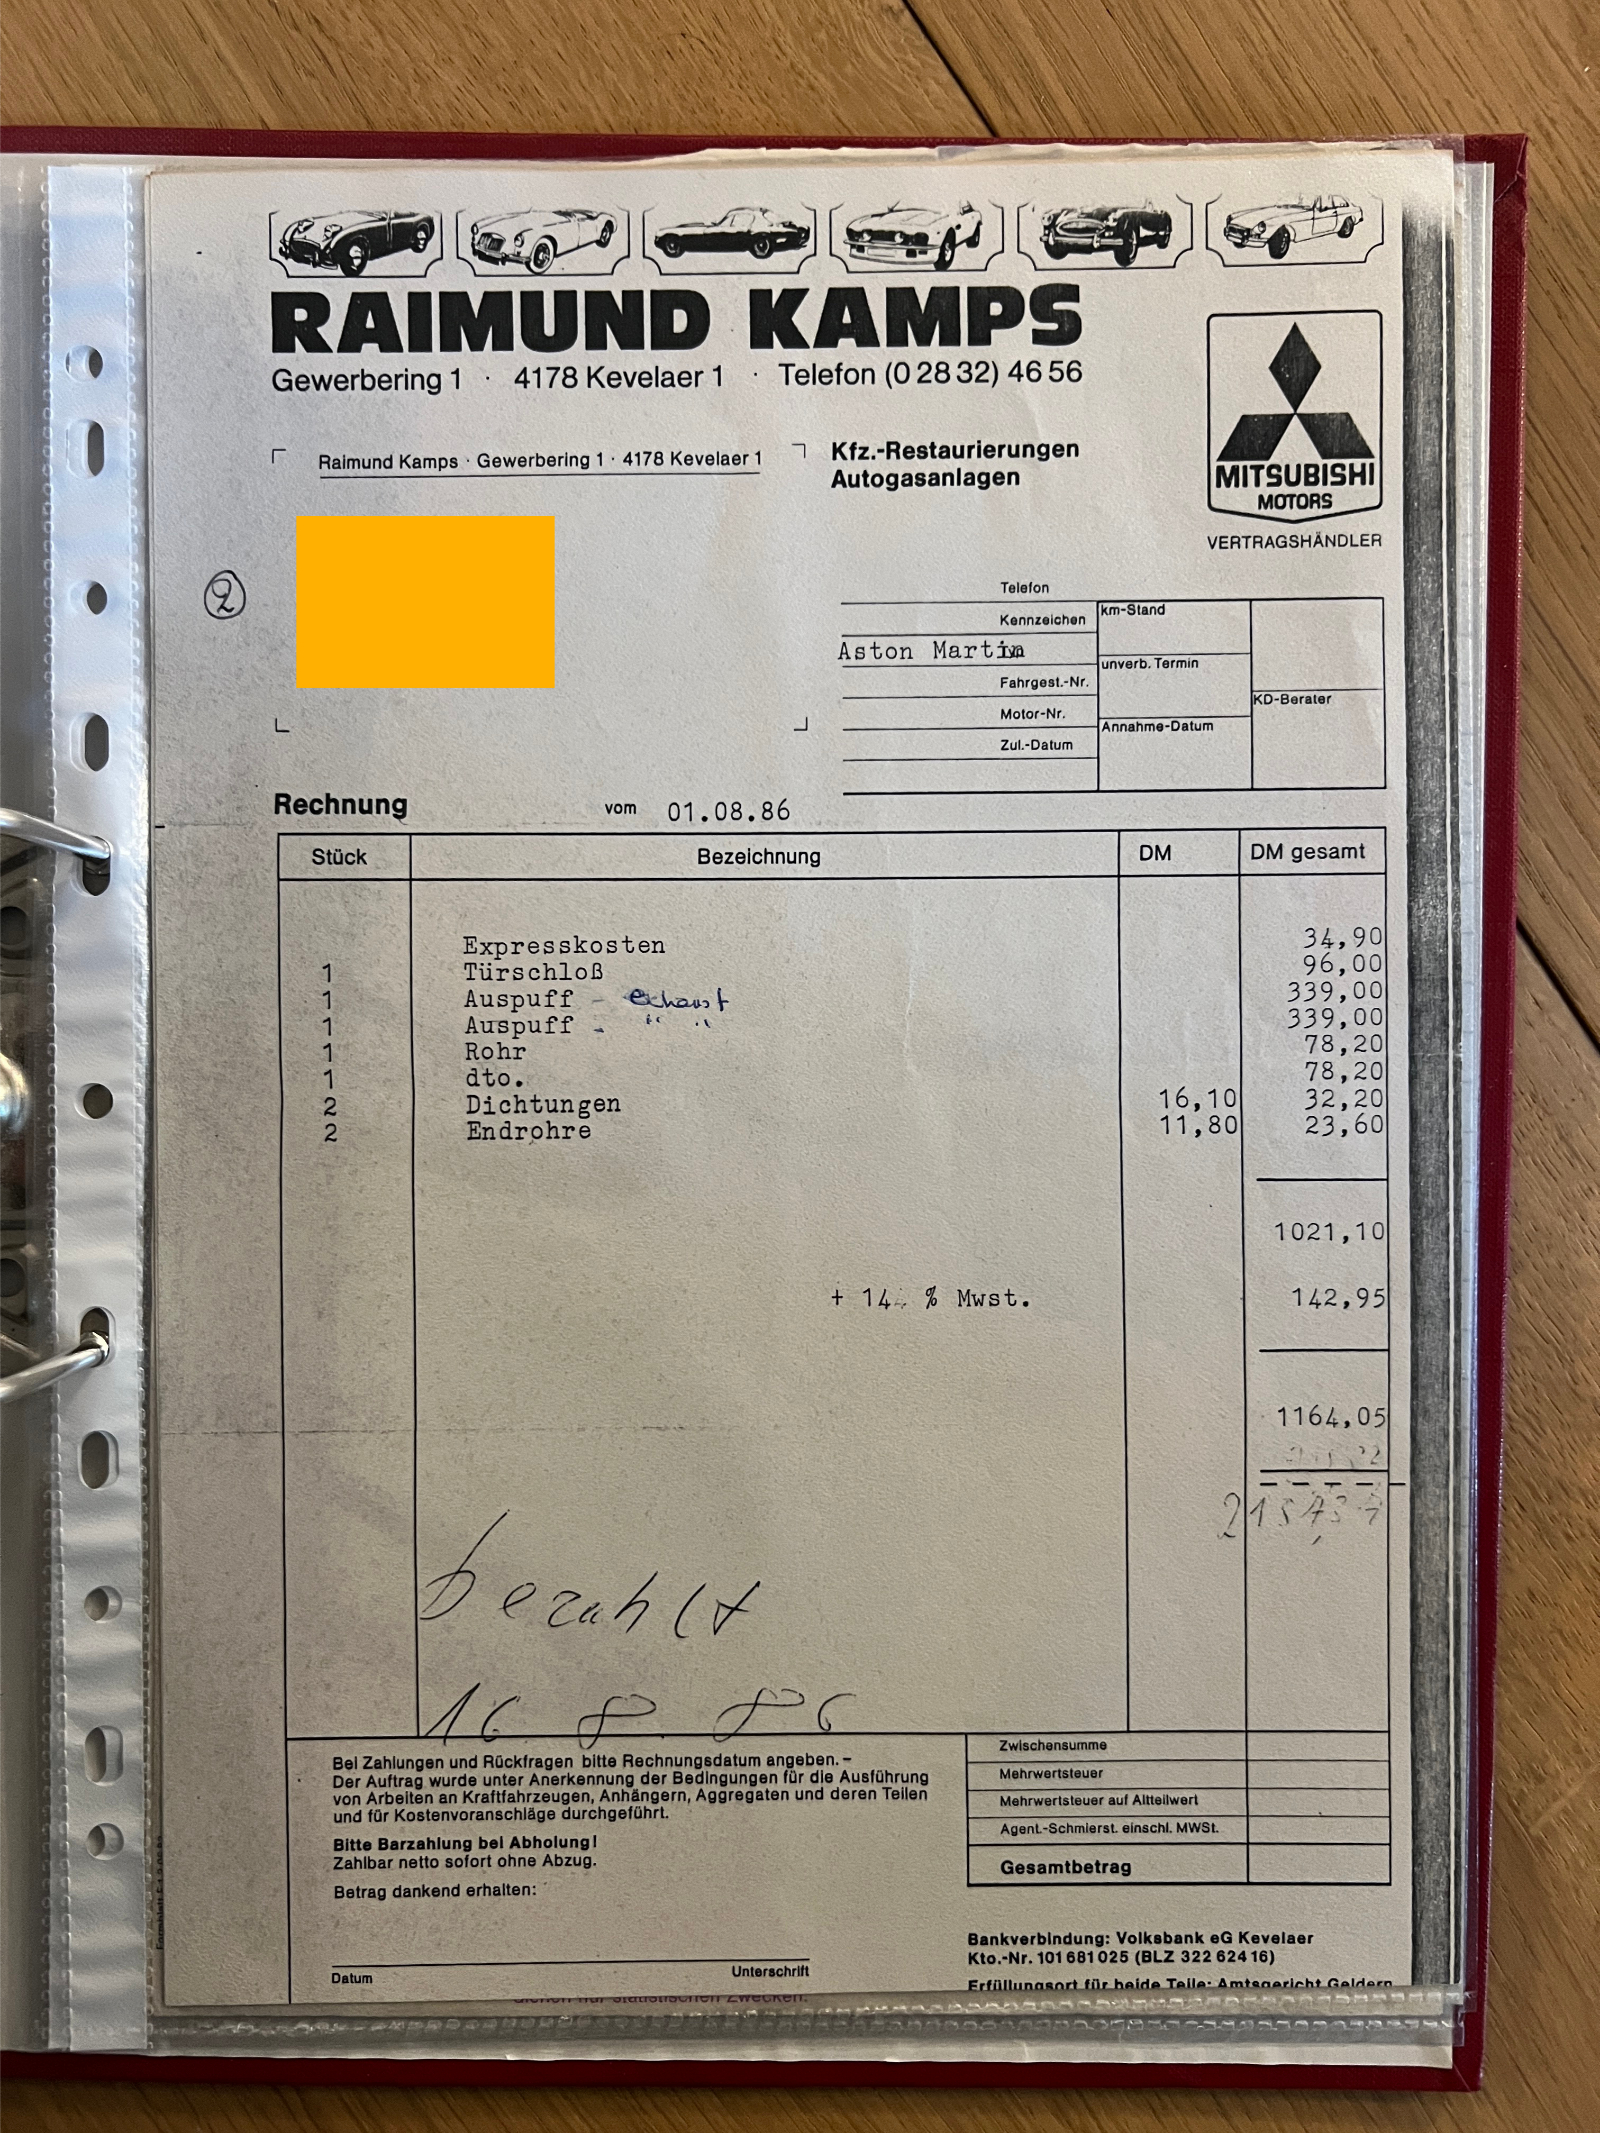 RAIMUND KAMPS
Gewerbering 1 · 4178 Kevelaer 1 · Telefon (0 28 32) 46 56
Raimund Kamps · Gewerbering 1 · 4178 Kevelaer 1
Kfz.-Restaurierungen
Autogasanlagen
MITSUBISHI
MOTORS
VERTRAGSHÄNDLER
2
Telefon
Kennzeichen
km-Stand
Aston Martin
unverb. Termin
Fahrgest.-Nr.
KD-Berater
Motor-Nr.
Annahme-Datum
Zul.-Datum
Rechnung vom 01.08.86
Stück Bezeichnung DM DM gesamt
Expresskosten 34,90
1 Türschloß 96,00
1 Auspuff - exhaust 339,00
1 Auspuff - " " 339,00
1 Rohr 78,20
1 dto. 78,20
2 Dichtungen 16,10 32,20
2 Endrohre 11,80 23,60
1021,10
+ 14 % Mwst. 142,95
1164,05
bezahlt
16 8. 86
Bei Zahlungen und Rückfragen bitte Rechnungsdatum angeben. –
Der Auftrag wurde unter Anerkennung der Bedingungen für die Ausführung
von Arbeiten an Kraftfahrzeugen, Anhängern, Aggregaten und deren Teilen
und für Kostenvoranschläge durchgeführt.
Bitte Barzahlung bei Abholung!
Zahlbar netto sofort ohne Abzug.
Betrag dankend erhalten:
Datum Unterschrift
Zwischensumme
Mehrwertsteuer
Mehrwertsteuer auf Altteilwert
Agent.-Schmierst. einschl. MWSt.
Gesamtbetrag
Bankverbindung: Volksbank eG Kevelaer
Kto.-Nr. 101 681 025 (BLZ 322 624 16)
Erfüllungsort für beide Teile: Amtsgericht Geldern
dienen nur statistischen Zwecken.